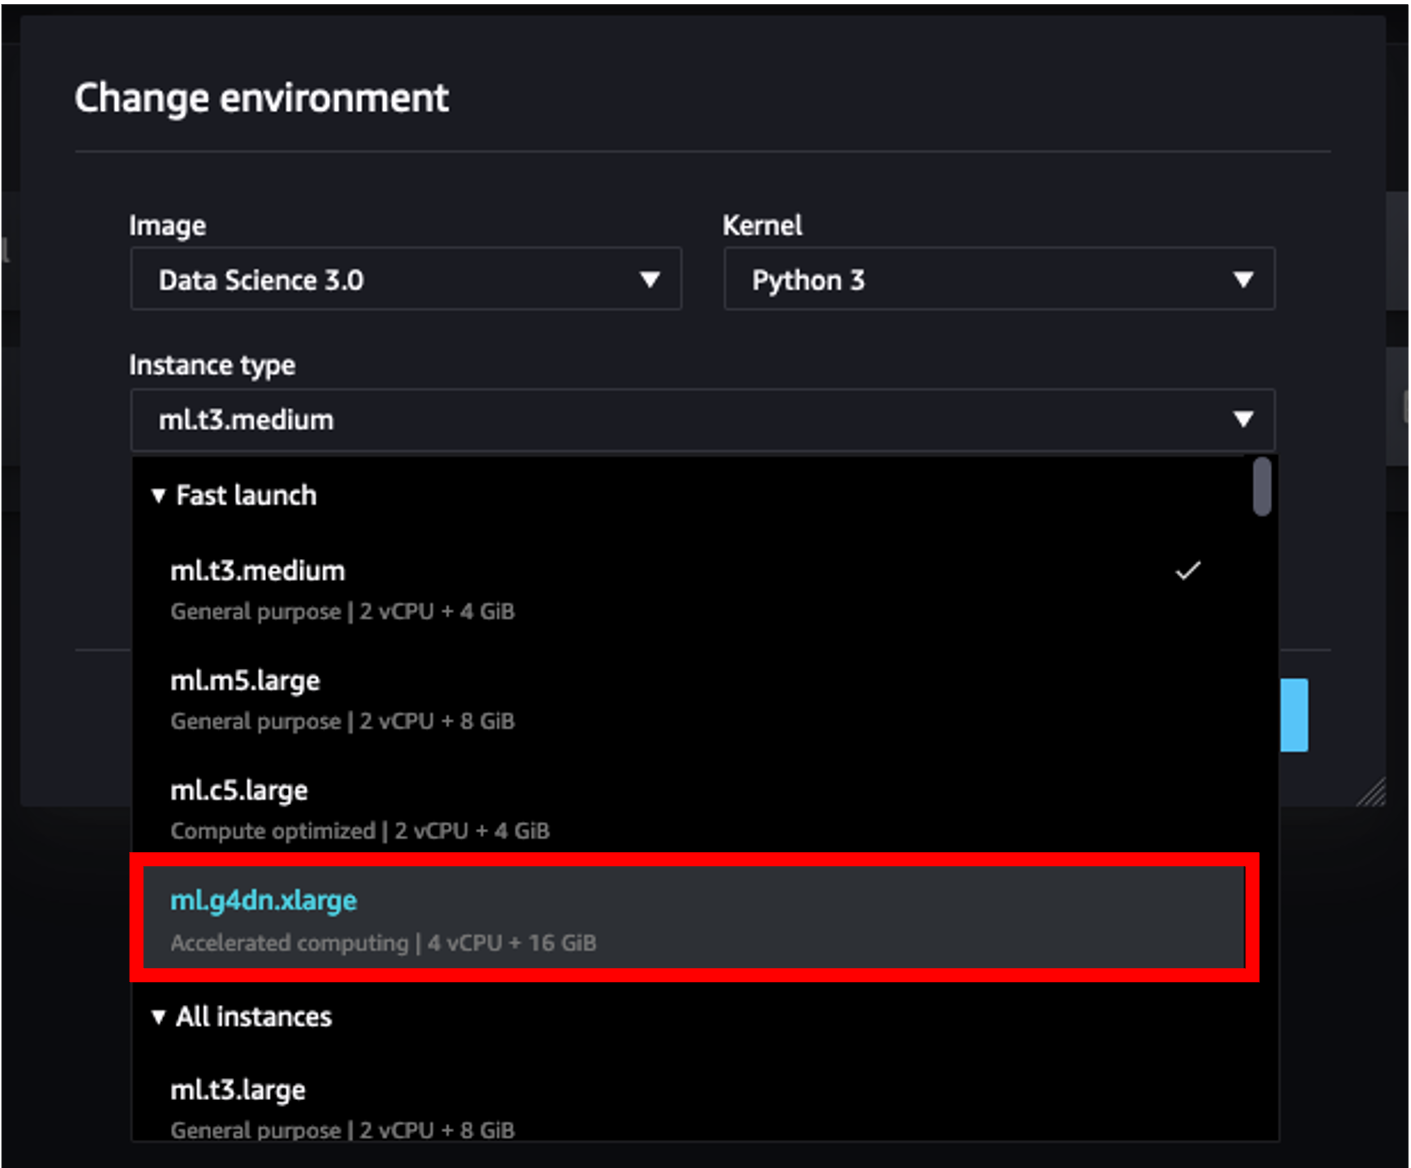 Change environment
Image
Kernel
Data Science 3.0
Python 3
Instance type
ml.t3.medium
Fast launch
ml.t3.medium
General purpose | 2 vCPU + 4 GiB
ml.m5.large
General purpose | 2 vCPU + 8 GiB
ml.c5.large
Compute optimized | 2 vCPU + 4 GiB
ml.g4dn.xlarge
Accelerated computing | 4 vCPU + 16 GiB
All instances
ml.t3.large
General purpose | 2 vCPU + 8 GiB